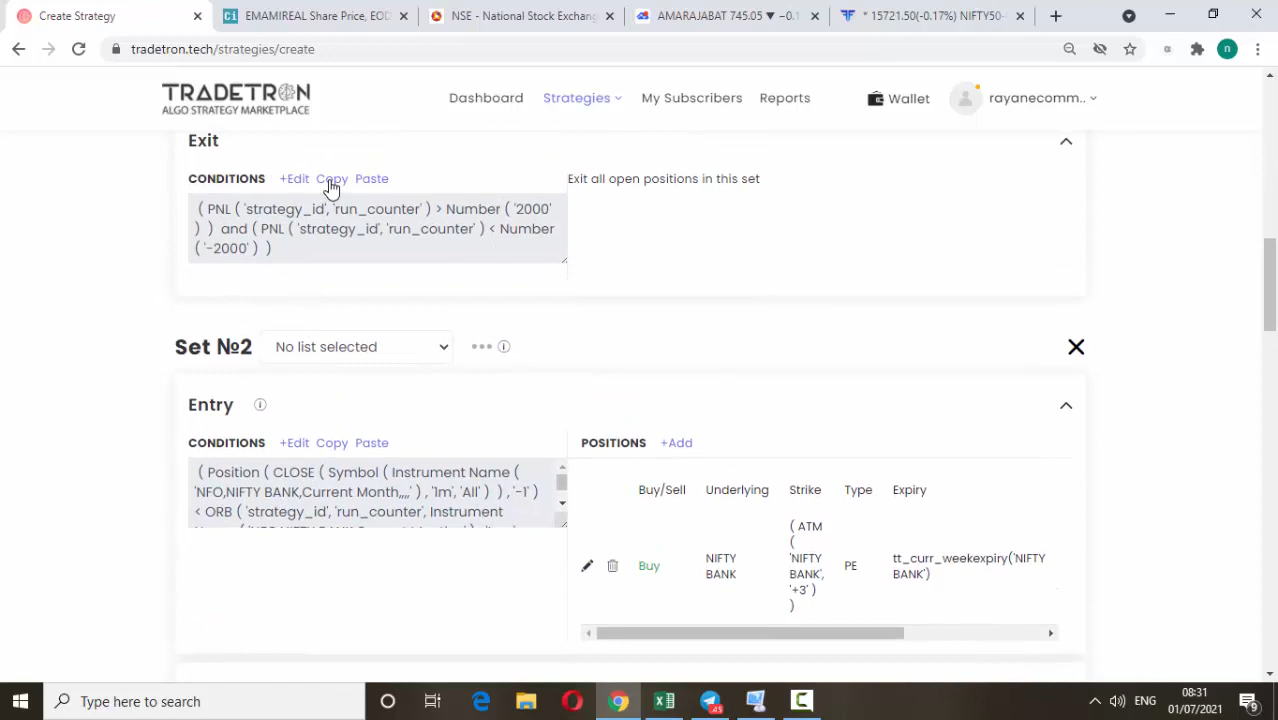 Create Strategy
EMAMIREAL Share Price, EOD
NSE - National Stock Exchan
AMARAJABAT 745.05 ▼ −0.1
* 15721.50(-0.17%) NIFTY50-
tradetron.tech/strategies/create
n
TRADETRON
ALGO STRATEGY MARKETPLACE
Dashboard
Strategies
My Subscribers
Reports
Wallet
rayanecomm..
Exit
CONDITIONS +Edit Copy Paste
Exit all open positions in this set
( PNL ( 'strategy_id', 'run_counter' ) > Number ( '2000'
) ) and ( PNL ( 'strategy_id', 'run_counter' ) < Number
( '-2000' ) )
Set №2
No list selected
Entry
CONDITIONS +Edit Copy Paste
( Position ( CLOSE ( Symbol ( Instrument Name (
'NFO,NIFTY BANK,Current Month,,,,' ) , '1m', 'All' ) ) , '-1' )
< ORB ( 'strategy_id', 'run_counter', Instrument
POSITIONS +Add
Buy/Sell Underlying Strike Type Expiry
Buy
NIFTY
BANK
( ATM
(
'NIFTY
BANK',
'+3' )
)
PE
tt_curr_weekexpiry('NIFTY
BANK')
Type here to search
45
ENG
08:31
01/07/2021
9